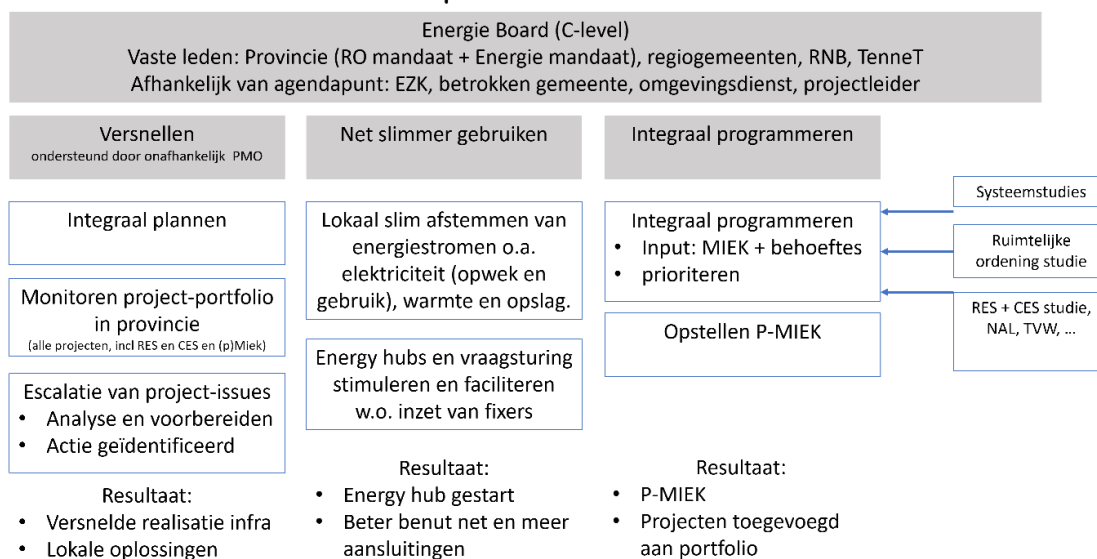 Energie Board (C-level)
Vaste leden: Provincie (RO mandaat + Energie mandaat), regiogemeenten, RNB, TenneT
Afhankelijk van agendapunt: EZK, betrokken gemeente, omgevingsdienst, projectleider
Versnellen
ondersteund door onafhankelijk PMO
Integraal plannen
Monitoren project-portfolio
in provincie
(alle projecten, incl RES en CES en (p)Miek)
Escalatie van project-issues
• Analyse en voorbereiden
• Actie geïdentificeerd
Resultaat:
• Versnelde realisatie infra
• Lokale oplossingen
Net slimmer gebruiken
Lokaal slim afstemmen van
energiestromen o.a.
elektriciteit (opwek en
gebruik), warmte en opslag.
Energy hubs en vraagsturing
stimuleren en faciliteren
w.o. inzet van fixers
Resultaat:
• Energy hub gestart
• Beter benut net en meer
aansluitingen
Integraal programmeren
Integraal programmeren
• Input: MIEK + behoeftes
• prioriteren
Opstellen P-MIEK
Resultaat:
• P-MIEK
• Projecten toegevoegd
aan portfolio
Systeemstudies
Ruimtelijke
ordening studie
RES + CES studie,
NAL, TVW, ...